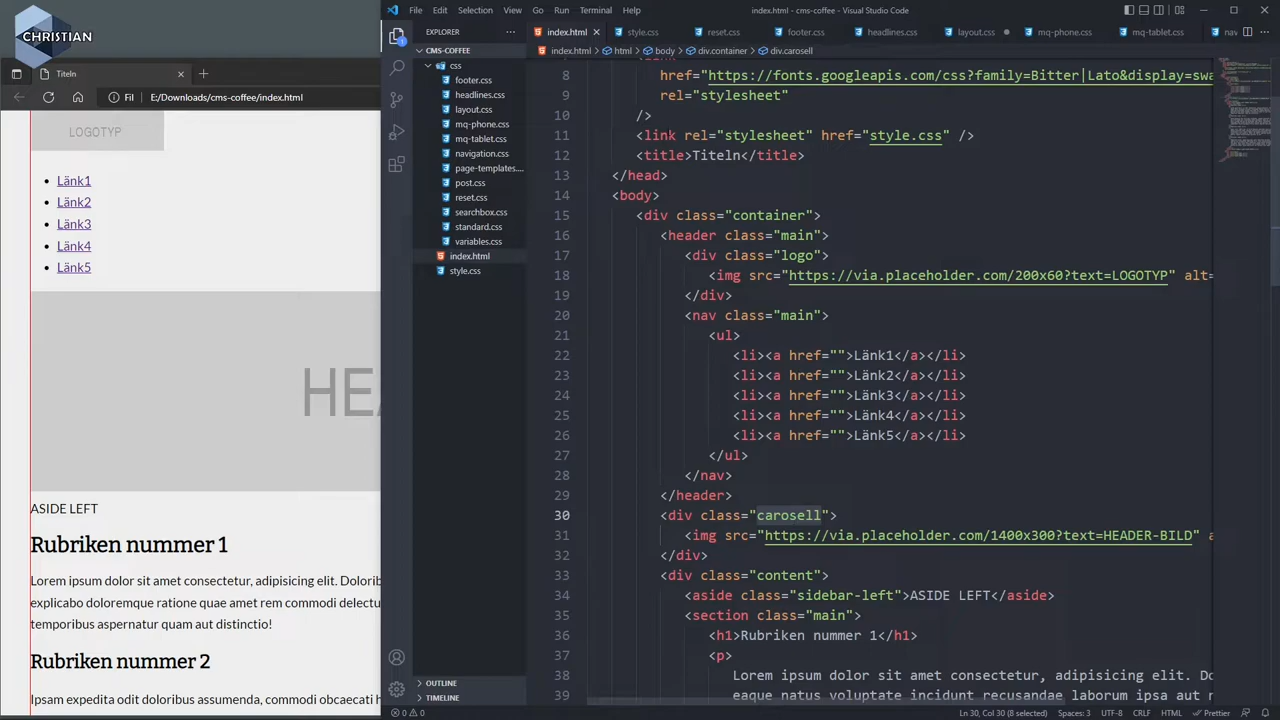 CHRISTIAN
Titeln
Fil
E:/Downloads/cms-coffee/index.html
LOGOTYP
Länk1
Länk2
Länk3
Länk4
Länk5
HEA
ASIDE LEFT
Rubriken nummer 1
Lorem ipsum dolor sit amet consectetur, adipisicing elit. Dolorib
explicabo doloremque ratione quae amet rem commodi delectu
temporibus aspernatur quam aut distinctio!
Rubriken nummer 2
Ipsam expedita odit doloribus assumenda, commodi obcaecati h
File Edit Selection View Go Run Terminal Help
index.html - cms-coffee - Visual Studio Code
EXPLORER
CMS-COFFEE
css
footer.css
headlines.css
layout.css
mq-phone.css
mq-tablet.css
navigation.css
page-templates....
post.css
reset.css
searchbox.css
standard.css
variables.css
index.html
style.css
OUTLINE
TIMELINE
index.html style.css reset.css footer.css headlines.css layout.css mq-phone.css mq-tablet.css nav
index.html > html > body > div.container > div.carosell
8 href="https://fonts.googleapis.com/css?family=Bitter|Lato&display=swa
9 rel="stylesheet"
10 />
11 <link rel="stylesheet" href="style.css" />
12 <title>Titeln</title>
13 </head>
14 <body>
15 <div class="container">
16 <header class="main">
17 <div class="logo">
18 <img src="https://via.placeholder.com/200x60?text=LOGOTYP" alt=
19 </div>
20 <nav class="main">
21 <ul>
22 <li><a href="">Länk1</a></li>
23 <li><a href="">Länk2</a></li>
24 <li><a href="">Länk3</a></li>
25 <li><a href="">Länk4</a></li>
26 <li><a href="">Länk5</a></li>
27 </ul>
28 </nav>
29 </header>
30 <div class="carosell">
31 <img src="https://via.placeholder.com/1400x300?text=HEADER-BILD" a
32 </div>
33 <div class="content">
34 <aside class="sidebar-left">ASIDE LEFT</aside>
35 <section class="main">
36 <h1>Rubriken nummer 1</h1>
37 <p>
38 Lorem ipsum dolor sit amet consectetur, adipisicing elit. Do
39 eaque natus voluptate incidunt recusandae laborum ipsa aut n
0 0 Ln 30, Col 30 (8 selected) Spaces: 3 UTF-8 CRLF HTML Prettier